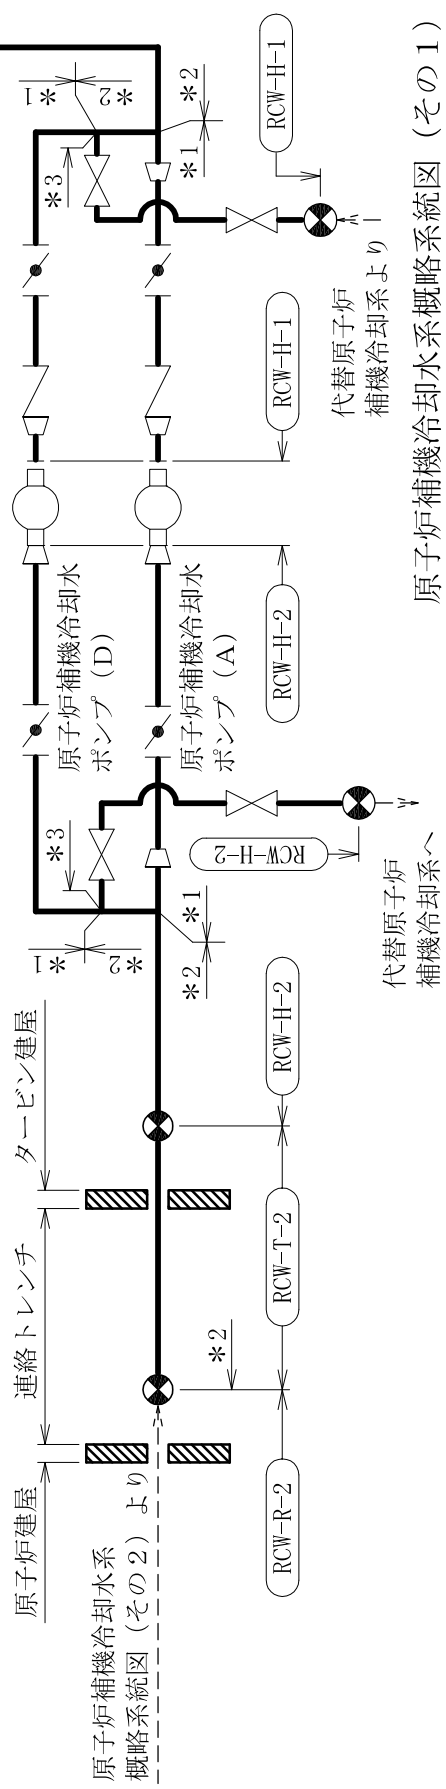 原子炉建屋
連絡トレンチ
タービン建屋
原子炉補機冷却水系
概略系統図（その２）より
原子炉補機冷却水
ポンプ（Ｄ）
原子炉補機冷却水
ポンプ（Ａ）
＊1
＊2
＊3
＊2
＊1
＊1
＊2
＊3
＊2
＊1
＊2
RCW-R-2
RCW-T-2
RCW-H-2
RCW-H-2
RCW-H-2
RCW-H-1
RCW-H-1
代替原子炉
補機冷却系へ
代替原子炉
補機冷却系より
原子炉補機冷却水系概略系統図（その１）